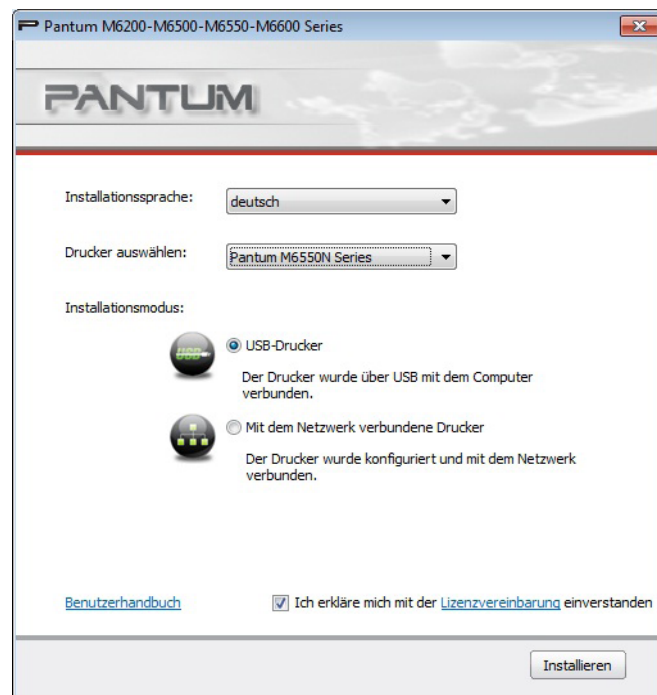 Pantum M6200-M6500-M6550-M6600 Series
PANTUM
Installationssprache:
deutsch
Drucker auswählen:
Pantum M6550N Series
Installationsmodus:
USB
USB-Drucker
Der Drucker wurde über USB mit dem Computer
verbunden.
Mit dem Netzwerk verbundene Drucker
Der Drucker wurde konfiguriert und mit dem Netzwerk
verbunden.
Benutzerhandbuch
Ich erkläre mich mit der Lizenzvereinbarung einverstanden
Installieren